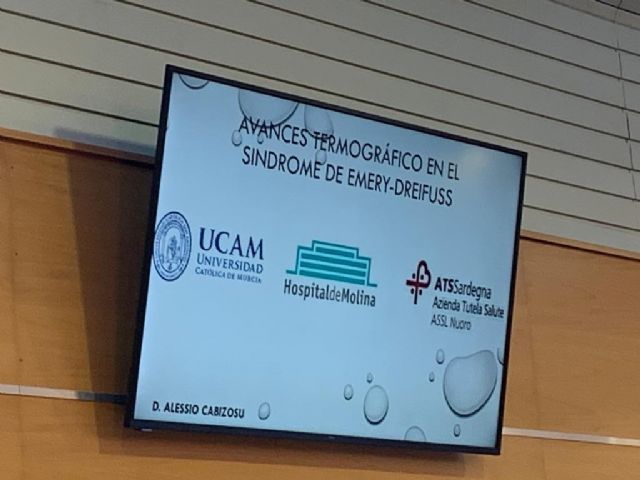 AVANCES TERMOGRÁFICO EN EL
SINDROME DE EMERY-DREIFUSS
UCAM
UNIVERSIDAD
CATÓLICA DE MURCIA
HospitaldeMolina
ATSSardegna
Azienda Tutela Salute
ASSL Nuoro
D. ALESSIO CABIZOSU